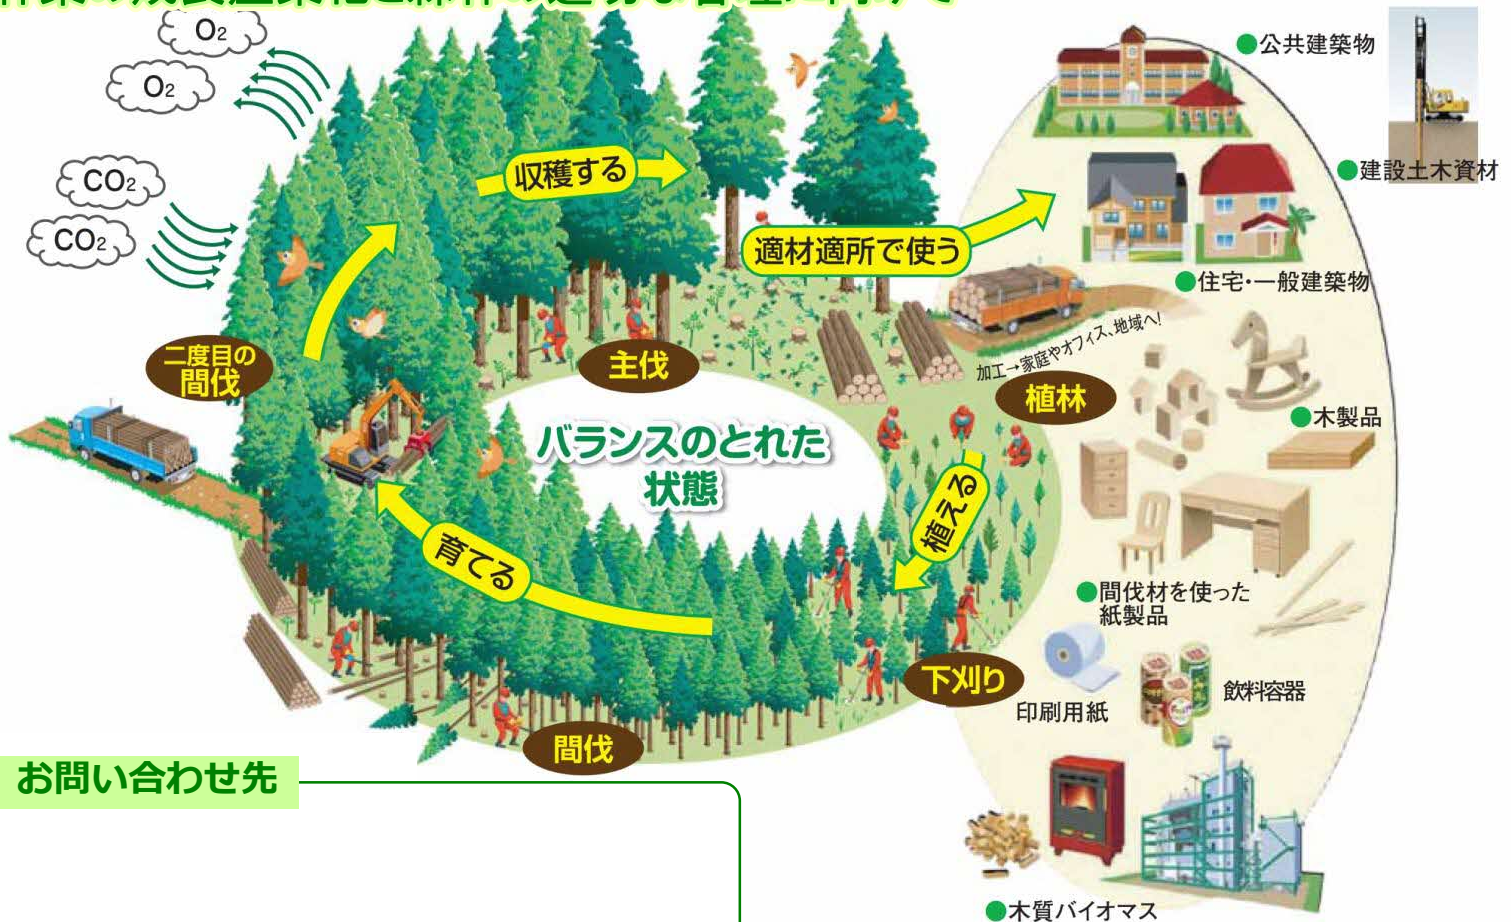 O2
O2
CO2
CO2
収穫する
適材適所で使う
公共建築物
建設土木資材
住宅・一般建築物
加工→家庭やオフィス、地域へ!
二度目の
間伐
主伐
植林
木製品
バランスのとれた
状態
植える
育てる
間伐材を使った
紙製品
下刈り
印刷用紙
飲料容器
間伐
お問い合わせ先
木質バイオマス